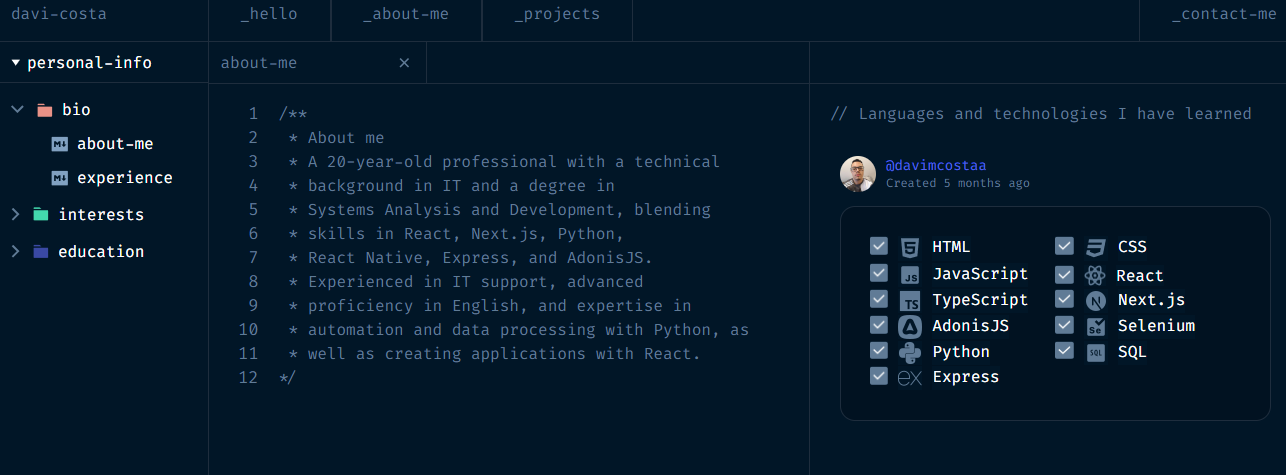 davi-costa
_hello
_about-me
_projects
_contact-me
personal-info
bio
about-me
experience
interests
education
about-me ×
1 /**
2 * About me
3 * A 20-year-old professional with a technical
4 * background in IT and a degree in
5 * Systems Analysis and Development, blending
6 * skills in React, Next.js, Python,
7 * React Native, Express, and AdonisJS.
8 * Experienced in IT support, advanced
9 * proficiency in English, and expertise in
10 * automation and data processing with Python, as
11 * well as creating applications with React.
12 */
// Languages and technologies I have learned
@davimcostaa
Created 5 months ago
HTML
CSS
JS JavaScript
React
TS TypeScript
N Next.js
AdonisJS
Se Selenium
Python
SQL SQL
ex Express